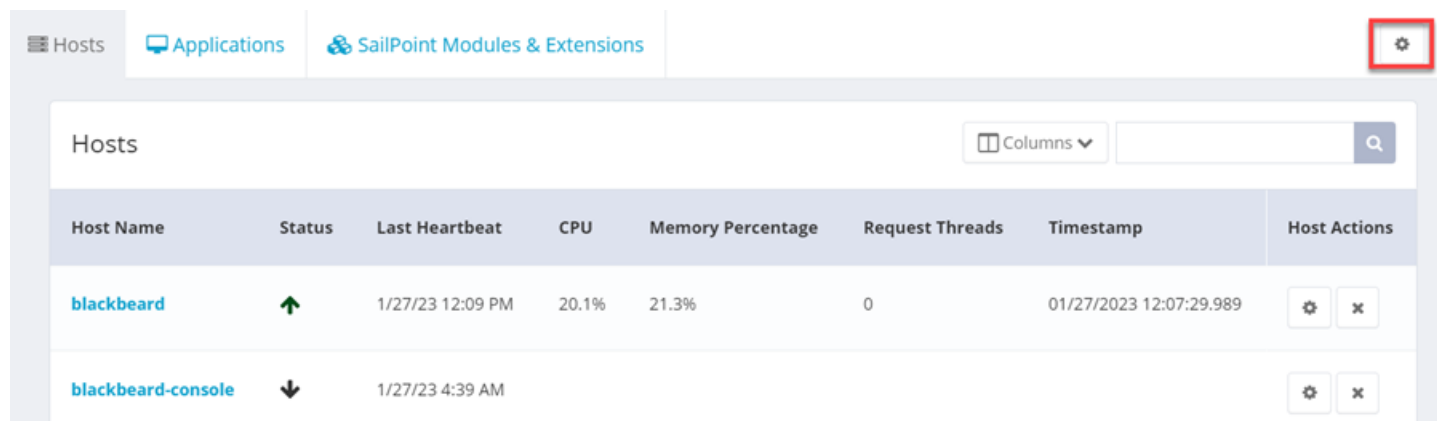 Hosts Applications SailPoint Modules & Extensions
Hosts Columns
Host Name Status Last Heartbeat CPU Memory Percentage Request Threads Timestamp Host Actions
blackbeard 1/27/23 12:09 PM 20.1% 21.3% 0 01/27/2023 12:07:29.989
blackbeard-console 1/27/23 4:39 AM